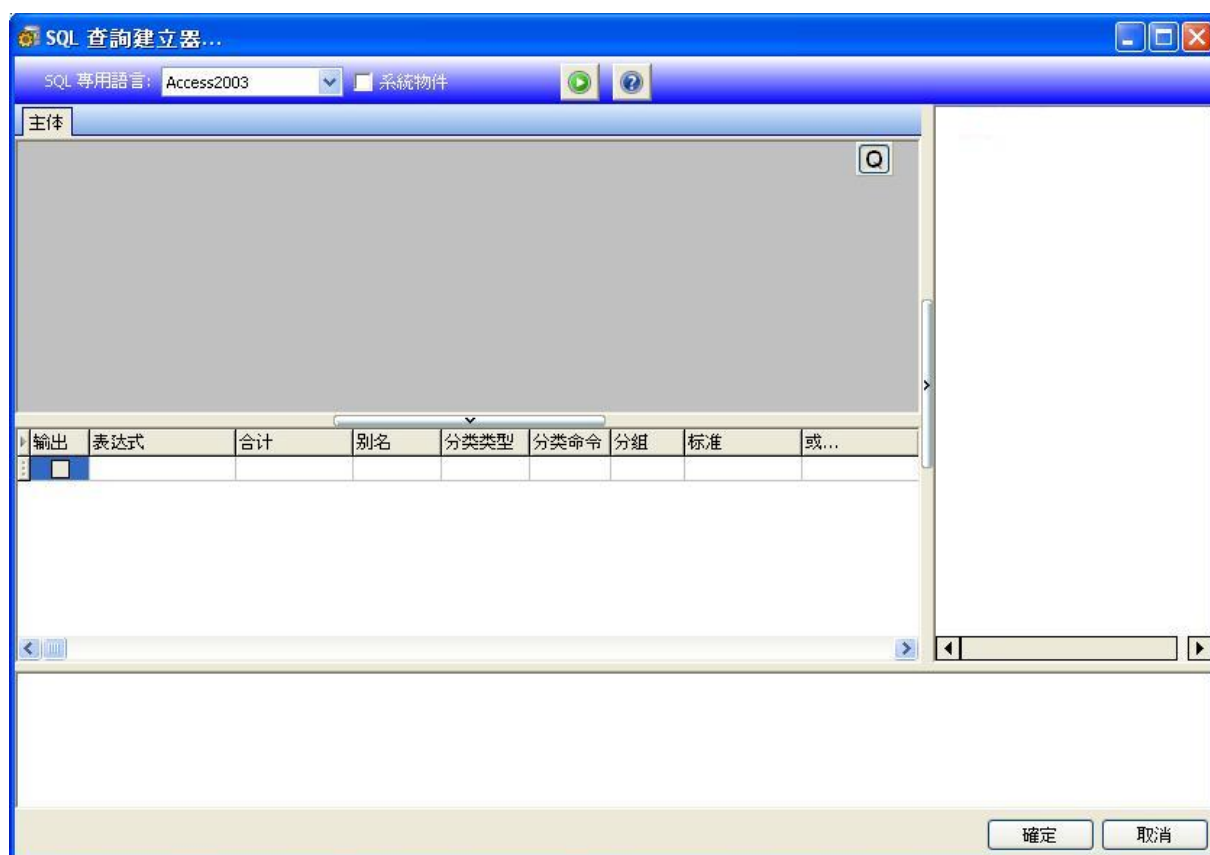 SQL 查詢建立器...
SQL 專用語言: Access2003 系統物件
主体
Q
输出 表达式 合计 别名 分类类型 分类命令 分组 标准 或...
確定 取消